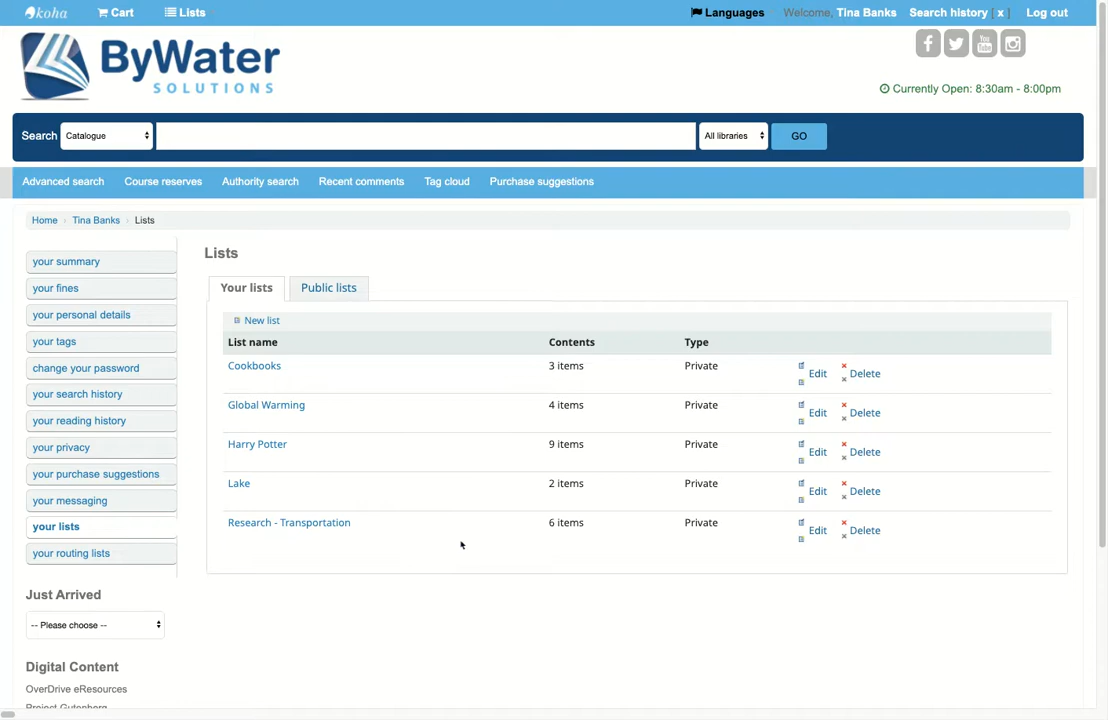 koha Cart Lists Languages Welcome, Tina Banks Search history [ x ] Log out
ByWater
SOLUTIONS
You
Tube
Currently Open: 8:30am - 8:00pm
Search Catalogue All libraries GO
Advanced search Course reserves Authority search Recent comments Tag cloud Purchase suggestions
Home › Tina Banks › Lists
your summary
your fines
your personal details
your tags
change your password
your search history
your reading history
your privacy
your purchase suggestions
your messaging
your lists
your routing lists
Just Arrived
-- Please choose --
Digital Content
OverDrive eResources
Project Gutenberg
Lists
Your lists Public lists
New list
List name Contents Type
Cookbooks 3 items Private Edit Delete
Global Warming 4 items Private Edit Delete
Harry Potter 9 items Private Edit Delete
Lake 2 items Private Edit Delete
Research - Transportation 6 items Private Edit Delete